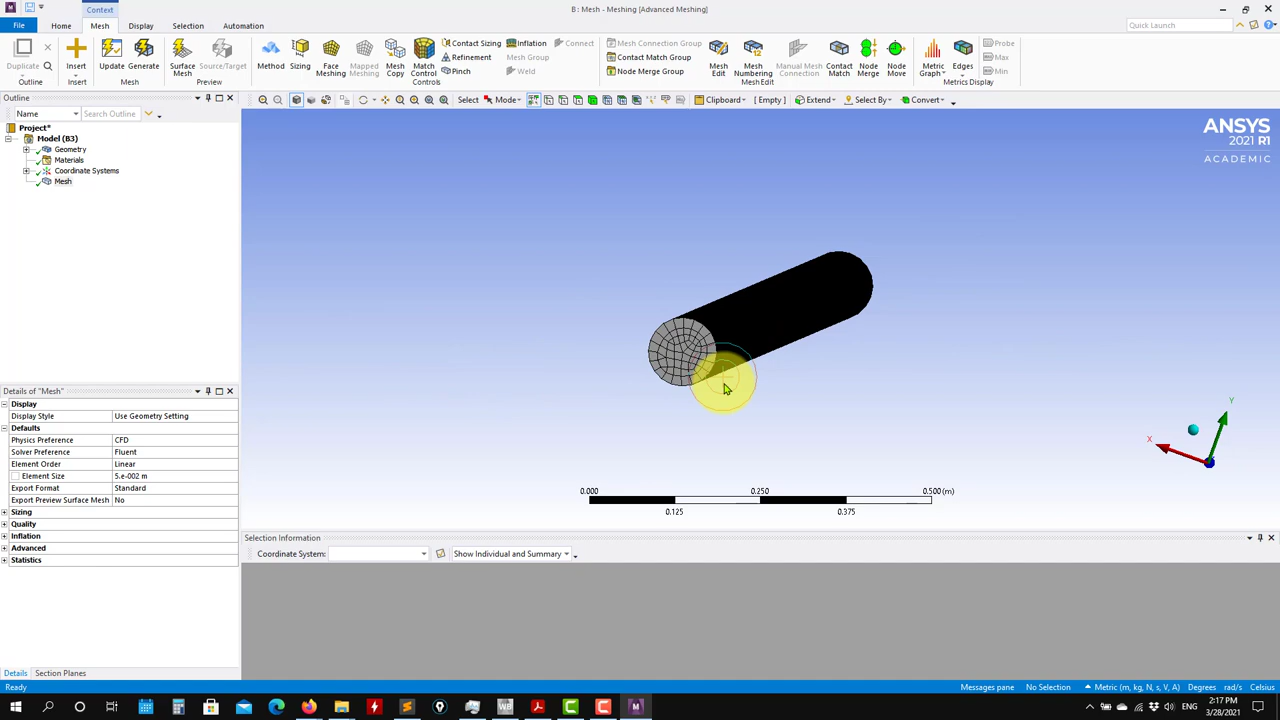 Context
B : Mesh - Meshing [Advanced Meshing]
File
Home
Mesh
Display
Selection
Automation
Quick Launch
Duplicate
Outline
Insert
Insert
Update
Generate
Mesh
Surface Mesh
Source/Target
Preview
Method
Sizing
Face Meshing
Mapped Meshing
Mesh Copy
Match Control
Contact Sizing
Refinement
Pinch
Inflation
Mesh Group
Weld
Connect
Controls
Mesh Connection Group
Contact Match Group
Node Merge Group
Mesh Edit
Mesh Numbering
Manual Mesh Connection
Contact Match
Node Merge
Node Move
Mesh Edit
Metric Graph
Edges
Probe
Max
Min
Metrics Display
Select
Mode
Clipboard
[ Empty ]
Extend
Select By
Convert
Outline
Name
Search Outline
Project*
Model (B3)
Geometry
Materials
Coordinate Systems
Mesh
ANSYS
2021 R1
ACADEMIC
Details of "Mesh"
Display
Display Style Use Geometry Setting
Defaults
Physics Preference CFD
Solver Preference Fluent
Element Order Linear
Element Size 5.e-002 m
Export Format Standard
Export Preview Surface Mesh No
Sizing
Quality
Inflation
Advanced
Statistics
Y
X
0.000 0.250 0.500 (m)
0.125 0.375
Selection Information
Coordinate System:
Show Individual and Summary
Details
Section Planes
Ready
Messages pane
No Selection
Metric (m, kg, N, s, V, A)
Degrees
rad/s
Celsius
2:17 PM
3/28/2021